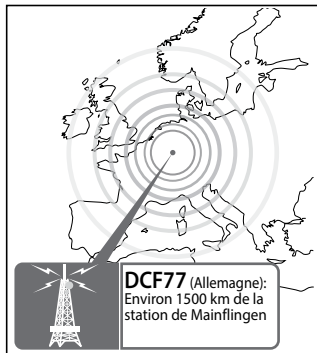 DCF77 (Allemagne):
Environ 1500 km de la
station de Mainflingen